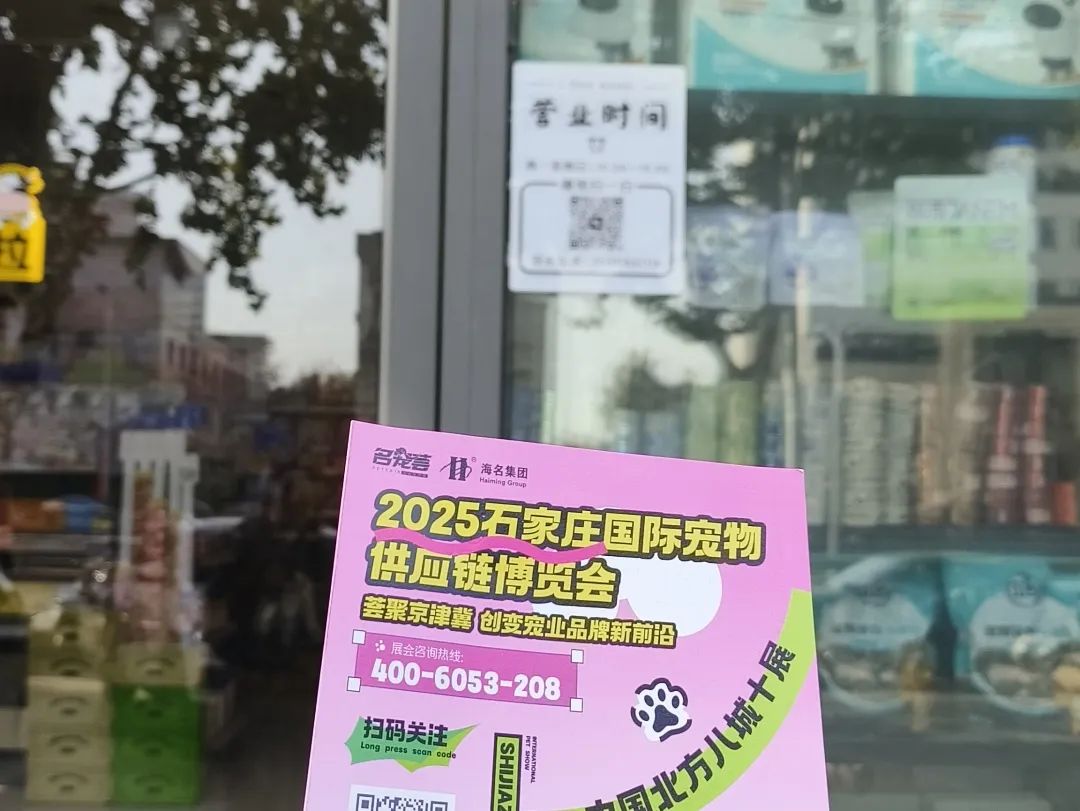 营业时间
拉
名宠荟
海名集团
Haiming Group
2025石家庄国际宠物
供应链博览会
荟聚京津冀 创变宠业品牌新前沿
展会咨询热线:
400-6053-208
扫码关注
Long press scan code
INTERNATIONAL
PET SHOW
SHIJIAZ
中国北方八城十展